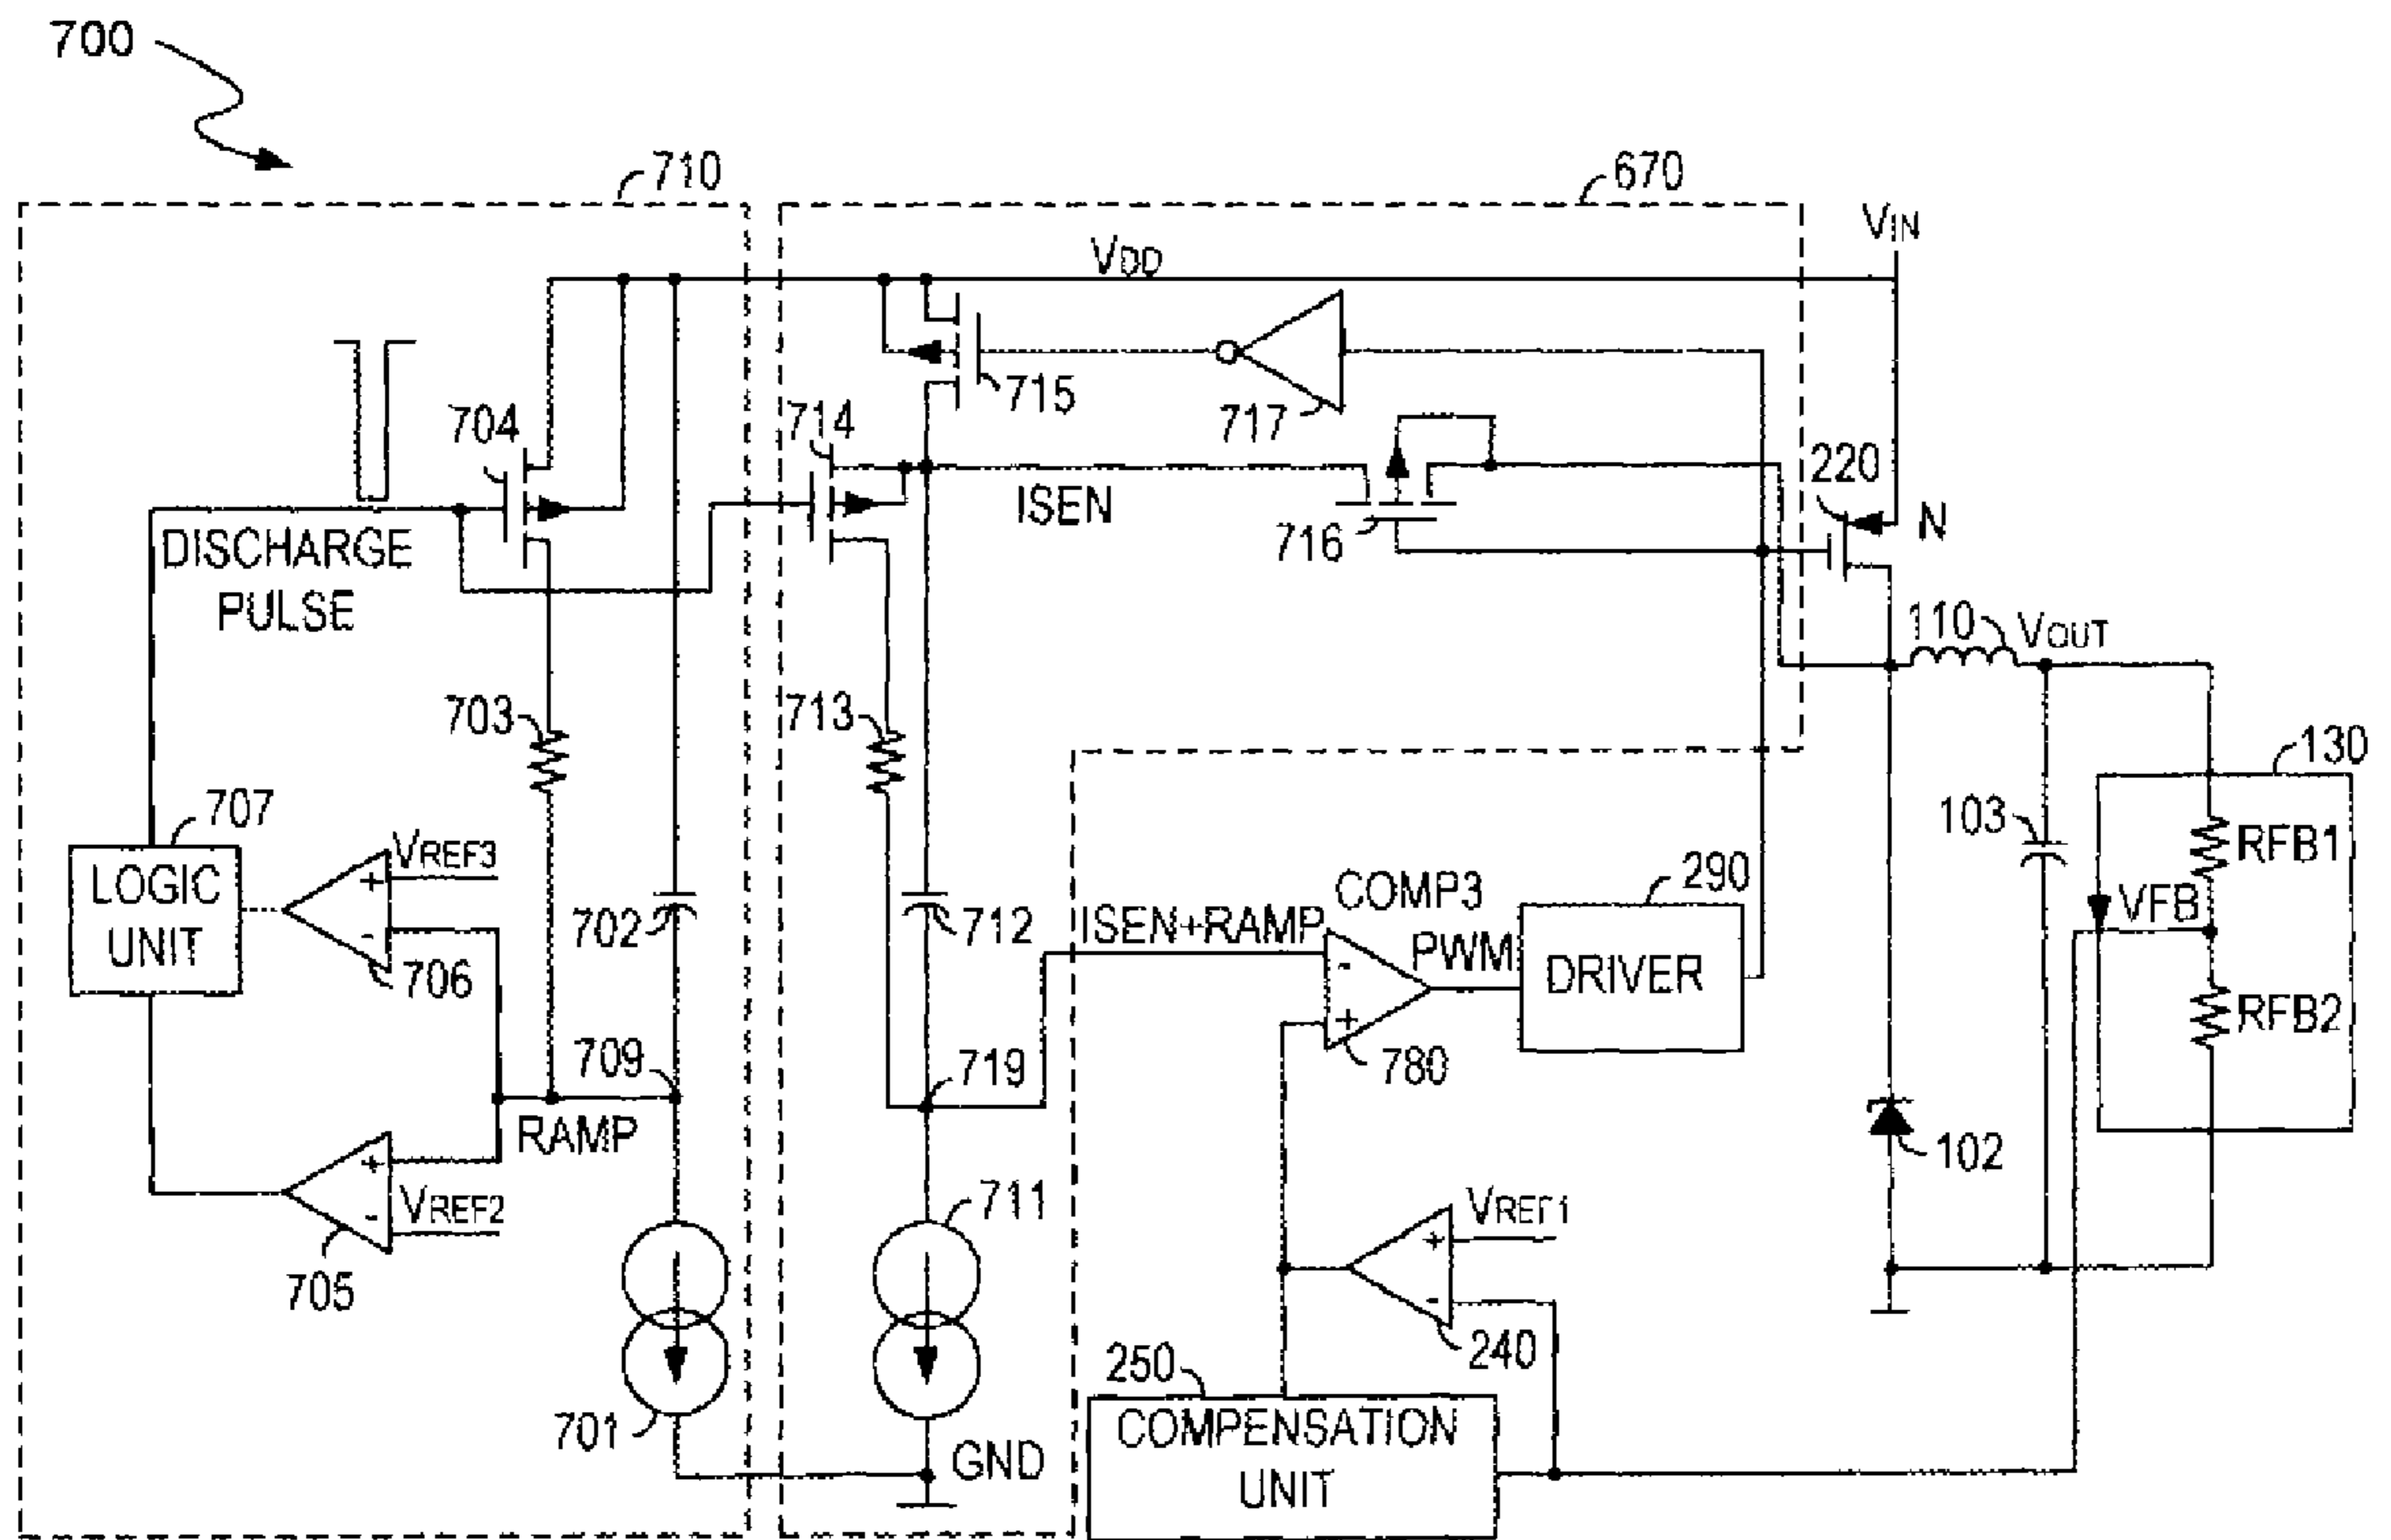 700
710
670
VIN
VDD
715
717
704
714
ISEN
716
220
N
DISCHARGE
PULSE
110
VOUT
703
713
130
707
VREF3
LOGIC
UNIT
+
-
706
702
712
ISEN+RAMP
COMP3
PWM
290
DRIVER
-
+
780
103
RFB1
VFB
RFB2
709
719
RAMP
102
+
-
VREF2
705
711
VREF1
+
-
240
701
GND
250
COMPENSATION
UNIT